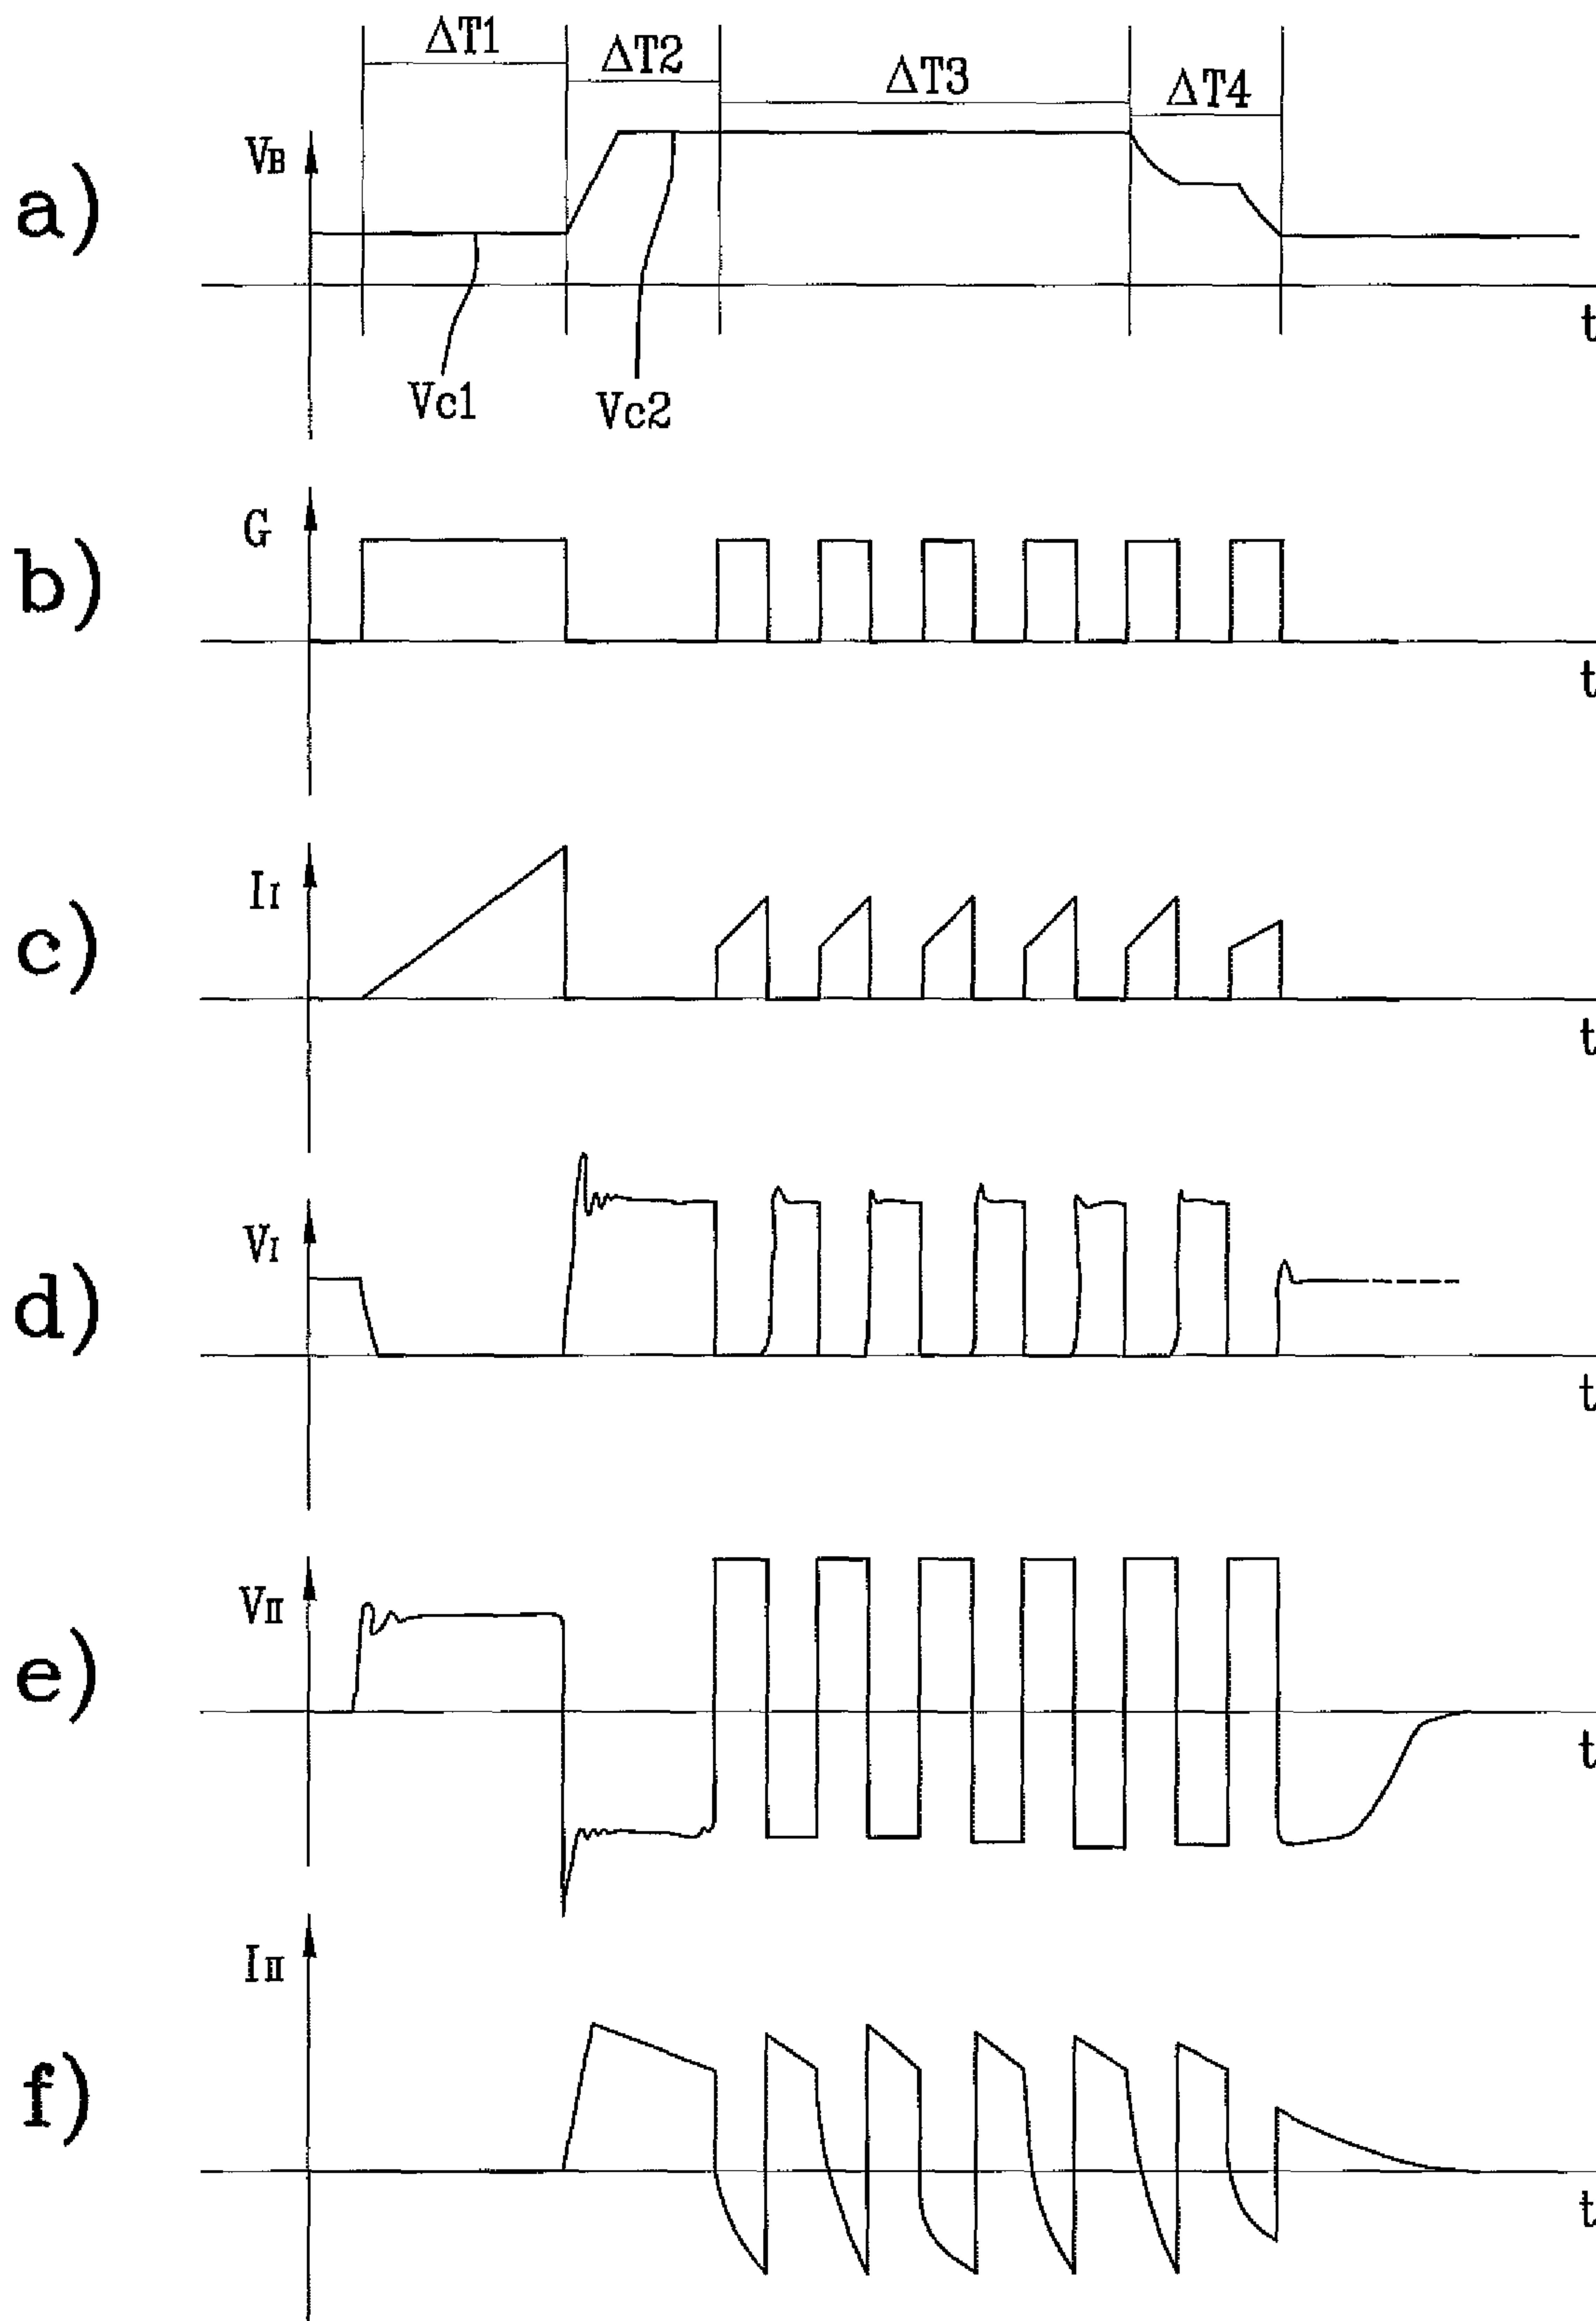 ΔT1
ΔT2
ΔT3
ΔT4
a)
VB
t
Vc1
Vc2
b)
G
t
c)
II
t
d)
VI
t
e)
VII
t
f)
III
t